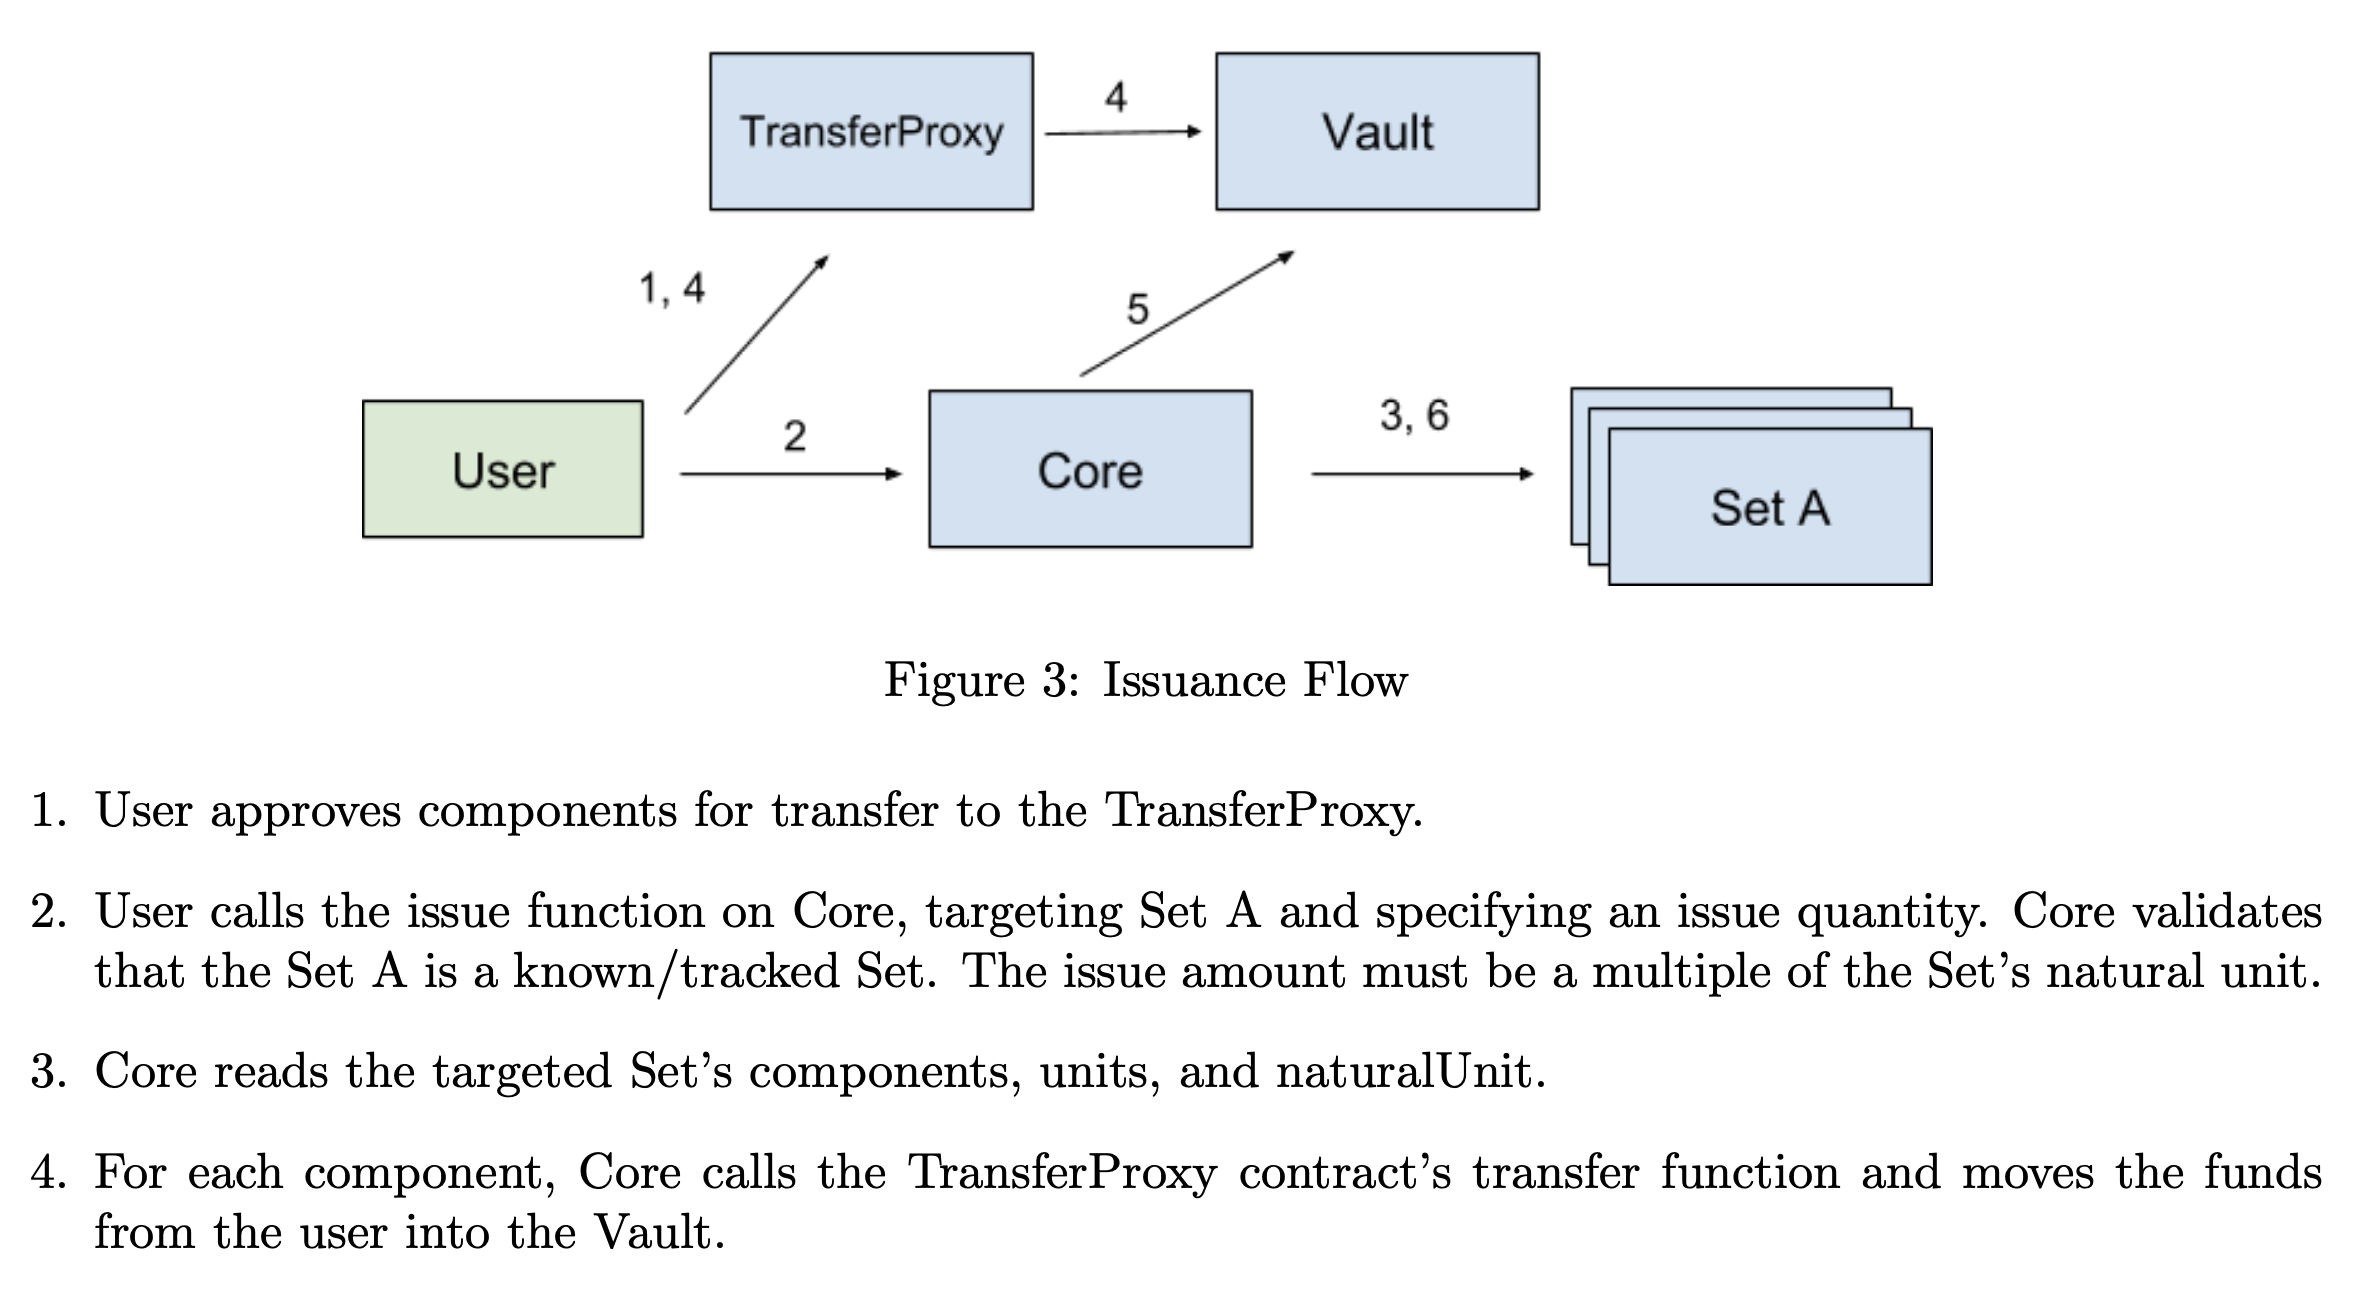 TransferProxy
4
Vault
1, 4
5
User
2
Core
3, 6
Set A
Figure 3: Issuance Flow
1. User approves components for transfer to the TransferProxy.
2. User calls the issue function on Core, targeting Set A and specifying an issue quantity. Core validates
that the Set A is a known/tracked Set. The issue amount must be a multiple of the Set’s natural unit.
3. Core reads the targeted Set’s components, units, and naturalUnit.
4. For each component, Core calls the TransferProxy contract’s transfer function and moves the funds
from the user into the Vault.